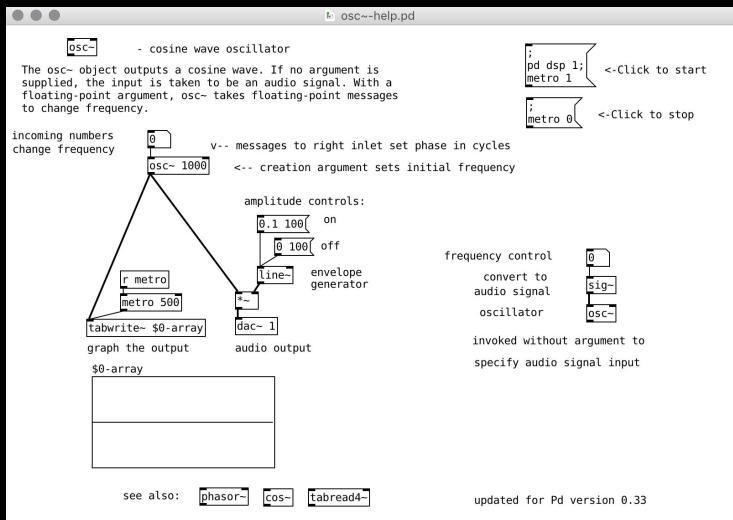 osc~-help.pd
osc~ - cosine wave oscillator
The osc~ object outputs a cosine wave. If no argument is
supplied, the input is taken to be an audio signal. With a
floating-point argument, osc~ takes floating-point messages
to change frequency.
;
pd dsp 1;
metro 1
<-Click to start
;
metro 0
<-Click to stop
incoming numbers
change frequency
0
v-- messages to right inlet set phase in cycles
osc~ 1000
<-- creation argument sets initial frequency
amplitude controls:
0.1 100
on
0 100
off
line~
envelope
generator
r metro
metro 500
*~
tabwrite~ $0-array
dac~ 1
graph the output
audio output
frequency control
0
convert to
audio signal
sig~
oscillator
osc~
invoked without argument to
specify audio signal input
$0-array
see also:
phasor~
cos~
tabread4~
updated for Pd version 0.33